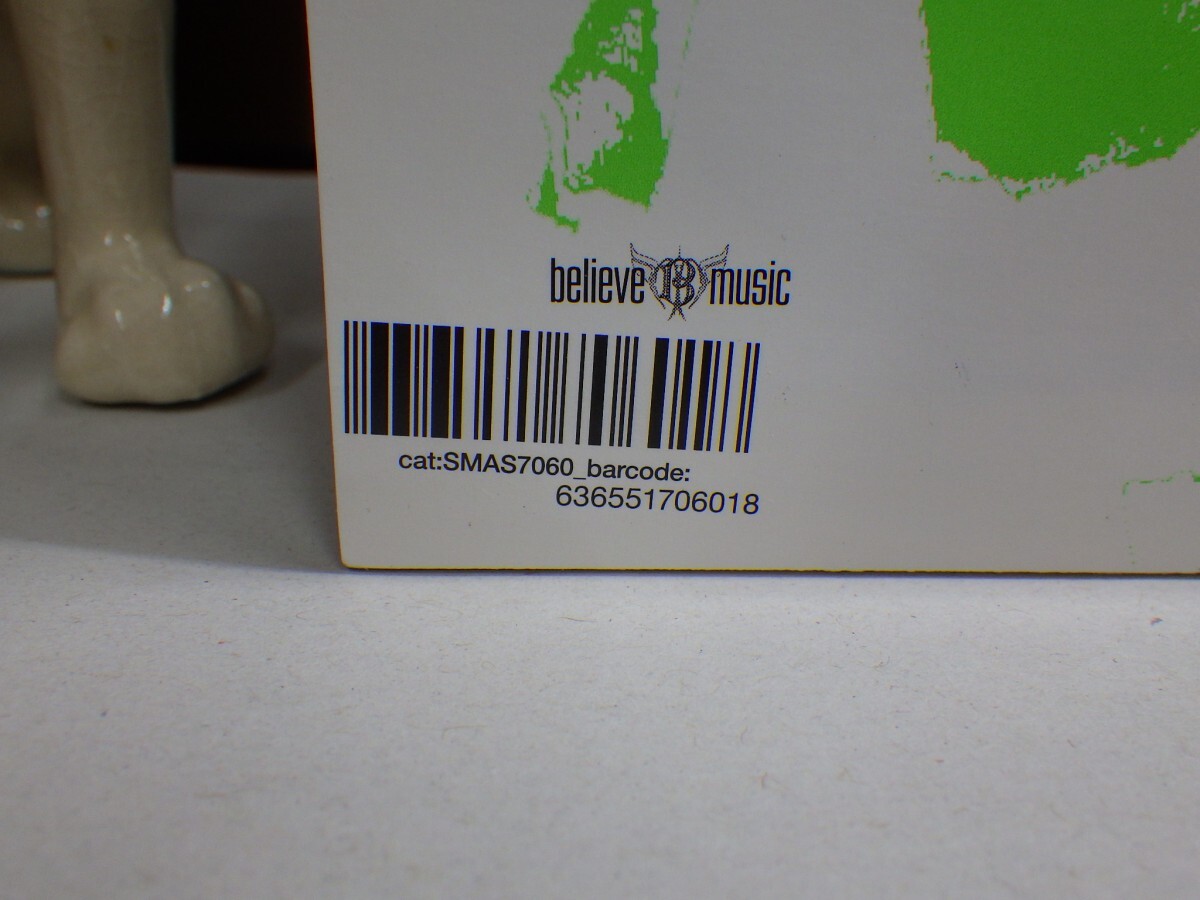 believe B music
cat:SMAS7060_barcode:
636551706018